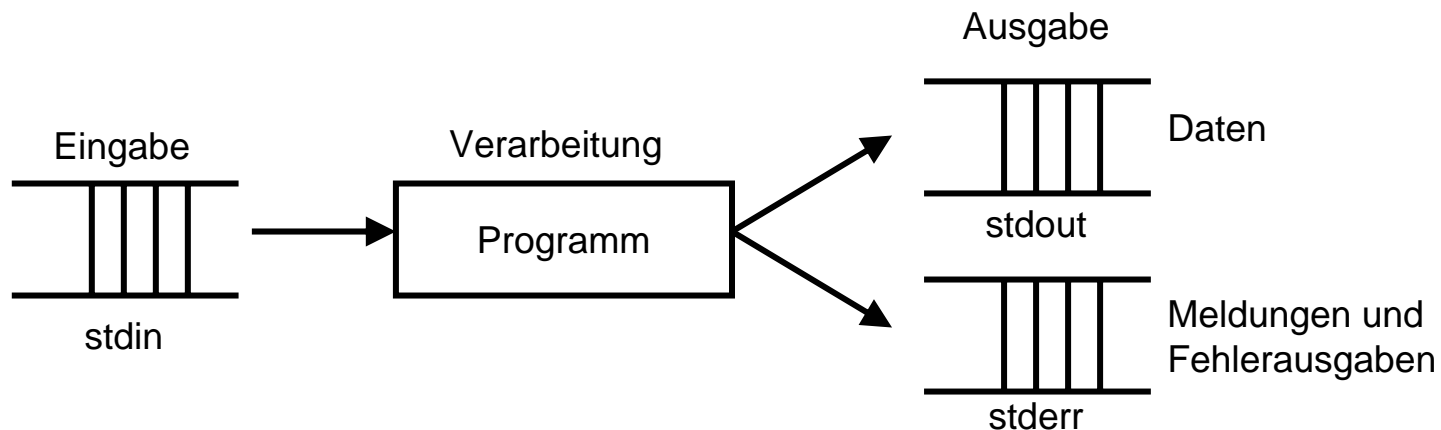 Eingabe
stdin
Verarbeitung
Programm
Ausgabe
Daten
stdout
Meldungen und
Fehlerausgaben
stderr